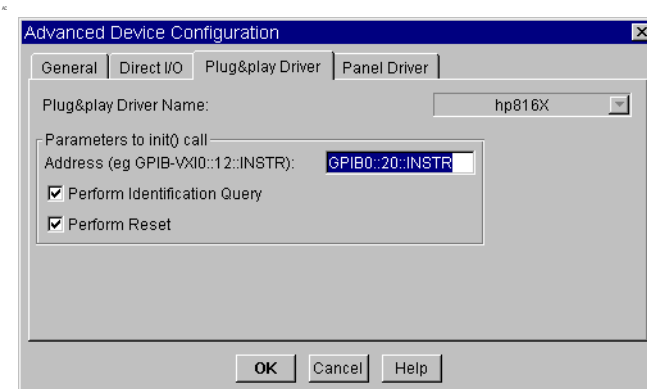 Advanced Device Configuration
General Direct I/O Plug&play Driver Panel Driver
Plug&play Driver Name: hp816X
Parameters to init() call
Address (eg GPIB-VXI0::12::INSTR): GPIB0::20::INSTR
Perform Identification Query
Perform Reset
OK Cancel Help